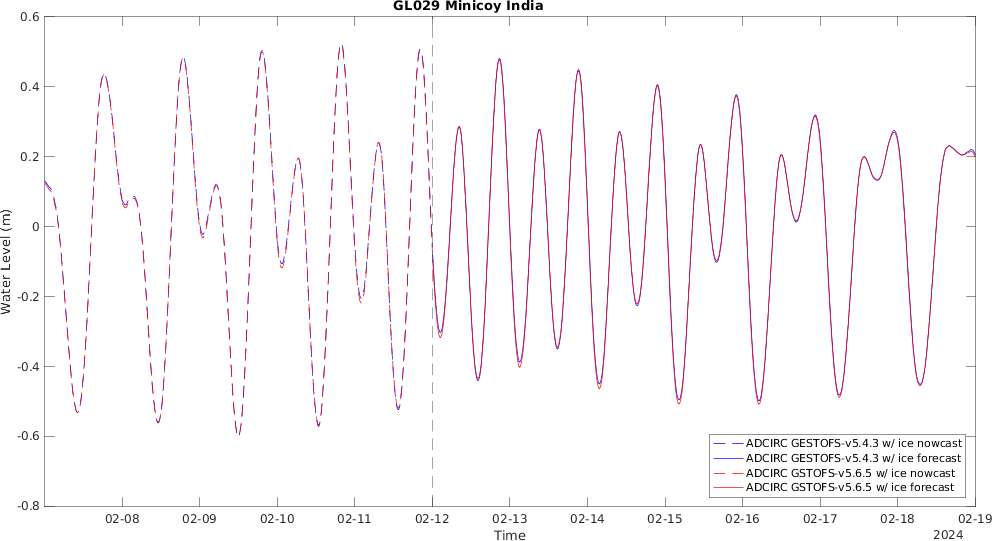 GL029 Minicoy India
Water Level (m)
0.6
0.4
0.2
0
-0.2
-0.4
-0.6
-0.8
ADCIRC GESTOFS-v5.4.3 w/ ice nowcast
ADCIRC GESTOFS-v5.4.3 w/ ice forecast
ADCIRC GSTOFS-v5.6.5 w/ ice nowcast
ADCIRC GSTOFS-v5.6.5 w/ ice forecast
02-08 02-09 02-10 02-11 02-12 02-13 02-14 02-15 02-16 02-17 02-18 02-19
Time
2024